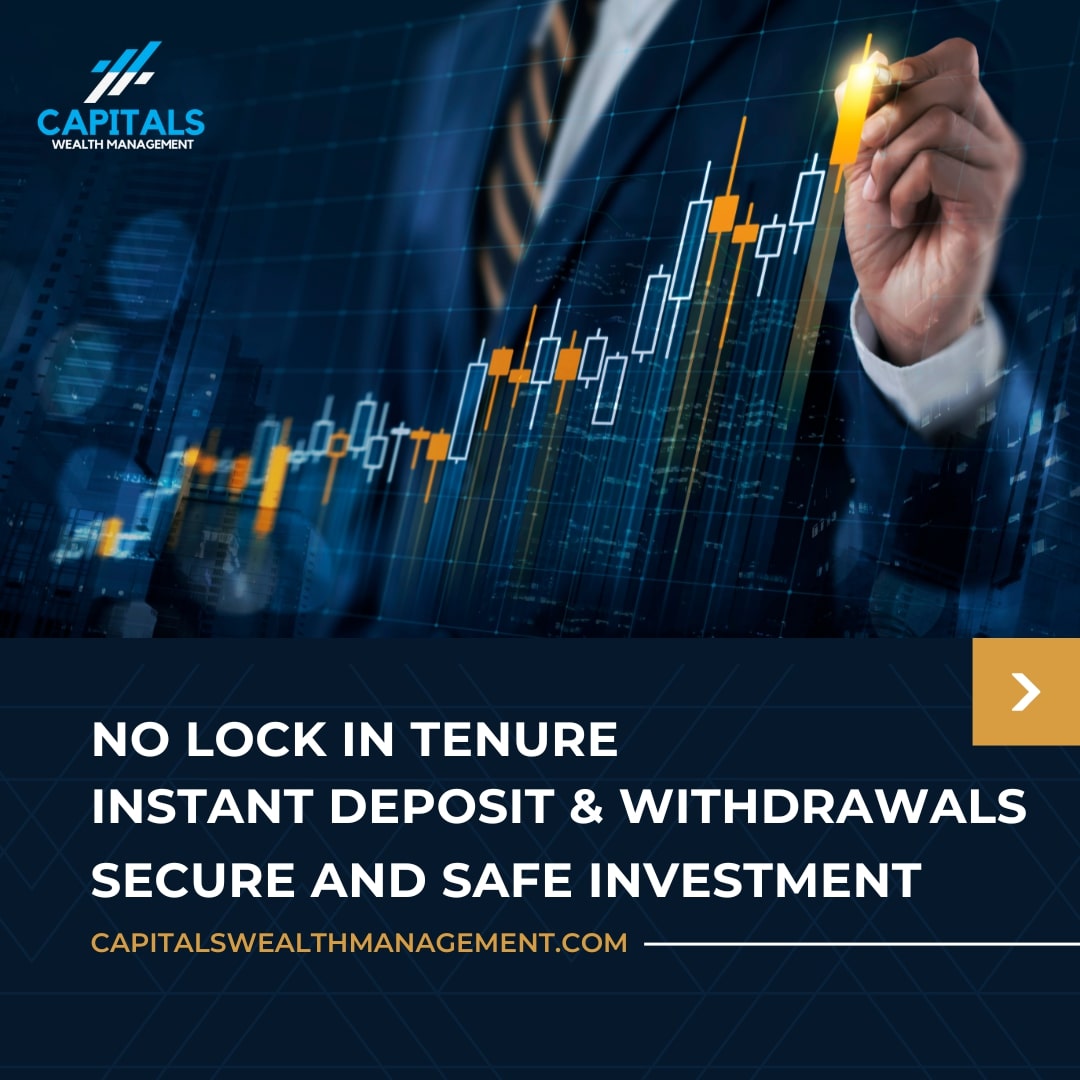 CAPITALS
WEALTH MANAGEMENT
NO LOCK IN TENURE
INSTANT DEPOSIT & WITHDRAWALS
SECURE AND SAFE INVESTMENT
CAPITALSWEALTHMANAGEMENT.COM